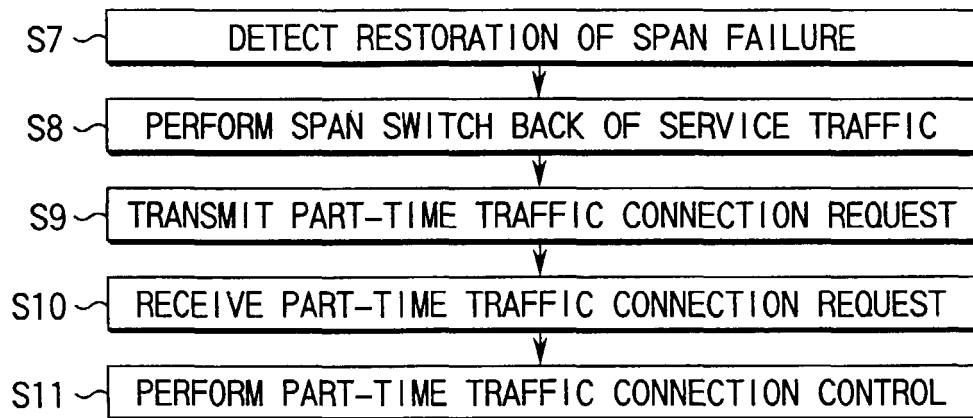 S7 DETECT RESTORATION OF SPAN FAILURE
S8 PERFORM SPAN SWITCH BACK OF SERVICE TRAFFIC
S9 TRANSMIT PART-TIME TRAFFIC CONNECTION REQUEST
S10 RECEIVE PART-TIME TRAFFIC CONNECTION REQUEST
S11 PERFORM PART-TIME TRAFFIC CONNECTION CONTROL